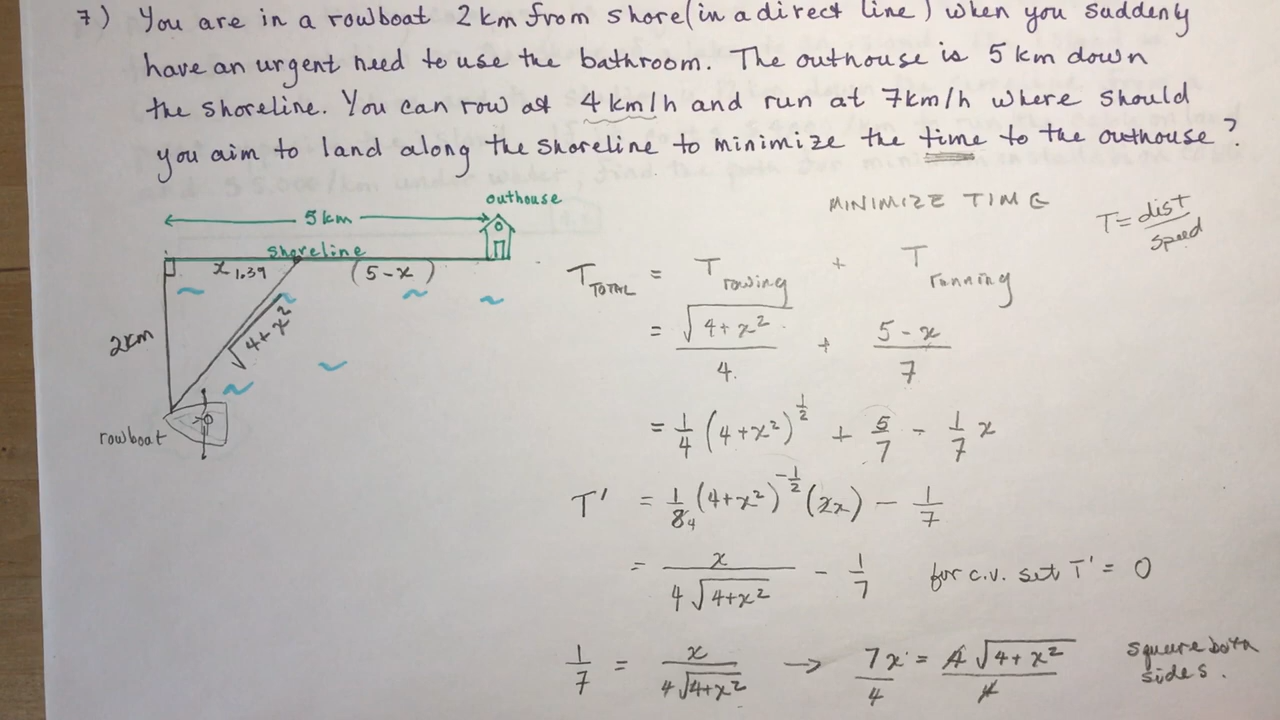 7) You are in a rowboat 2 km from shore (in a direct line) when you suddenly
have an urgent need to use the bathroom. The outhouse is 5 km down
the shoreline. You can row at 4 km/h and run at 7 km/h where should
you aim to land along the shoreline to minimize the time to the outhouse?
outhouse
5 km
shoreline
x 1.39 (5-x)
2km
√4+x²
rowboat
MINIMIZE TIME
T = dist/speed
T TOTAL = T rowing + T running
= √4+x²/4 + 5-x/7
= 1/4 (4+x²)^1/2 + 5/7 - 1/7 x
T' = 1/8 4 (4+x²)^-1/2 (2x) - 1/7
= x/4√4+x² - 1/7 for c.v. set T' = 0
1/7 = x/4√4+x² → 7x/4 = 4√4+x²/4 square both
sides.